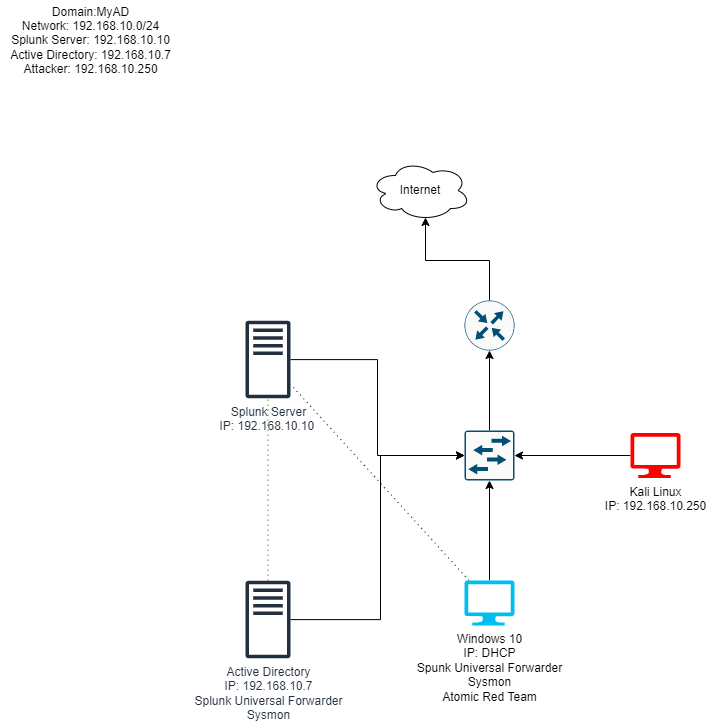 Domain:MyAD
Network: 192.168.10.0/24
Splunk Server: 192.168.10.10
Active Directory: 192.168.10.7
Attacker: 192.168.10.250
Internet
Splunk Server
IP: 192.168.10.10
Kali Linux
IP: 192.168.10.250
Active Directory
IP: 192.168.10.7
Splunk Universal Forwarder
Sysmon
Windows 10
IP: DHCP
Spunk Universal Forwarder
Sysmon
Atomic Red Team